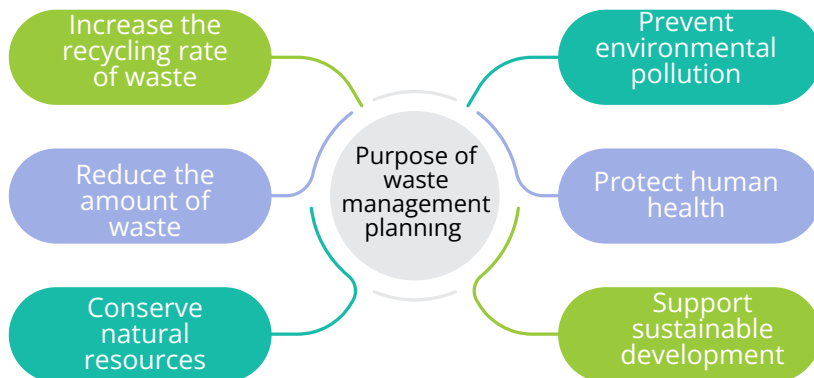 Increase the
recycling rate
of waste
Reduce the
amount of
waste
Conserve
natural
resources
Purpose of
waste
management
planning
Prevent
environmental
pollution
Protect human
health
Support
sustainable
development